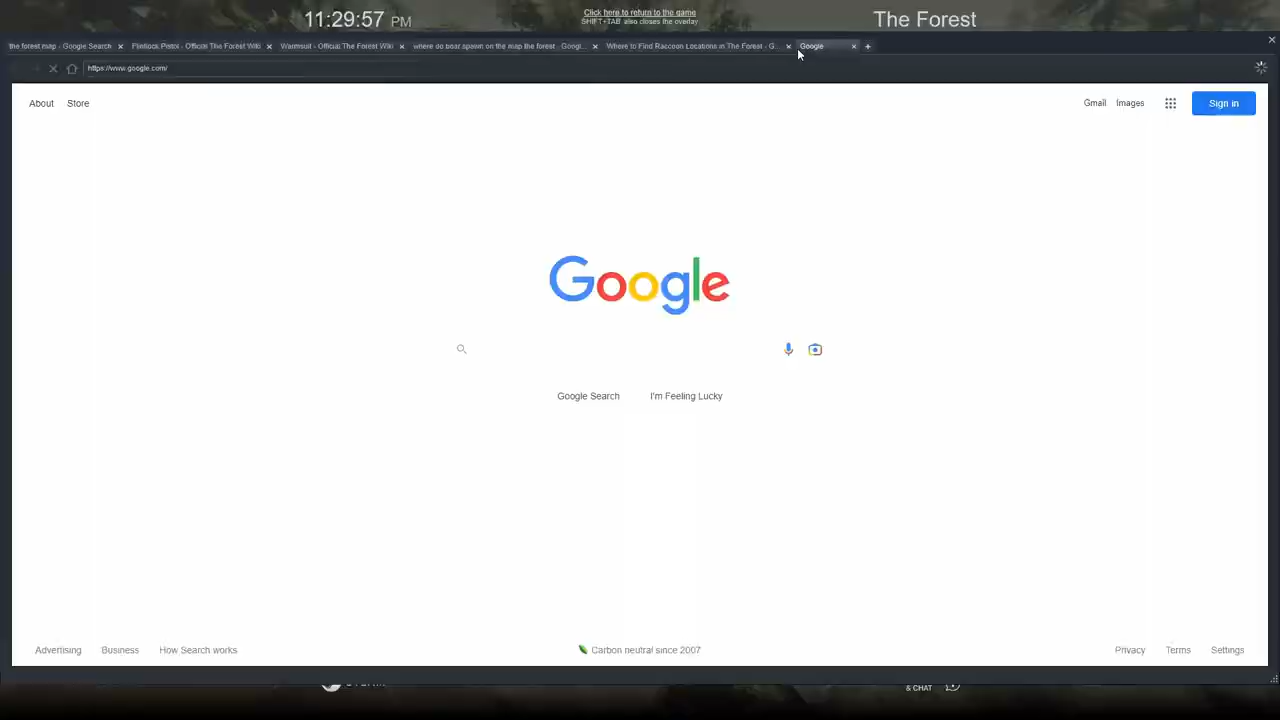 11:29:57 PM
Click here to return to the game
SHIFT+TAB also closes the overlay
The Forest
the forest map - Google Search
Flintlock Pistol - Official The Forest Wiki
Warmsuit - Official The Forest Wiki
where do boar spawn on the map the forest - Googl...
Where to Find Raccoon Locations in The Forest - G...
Google
https://www.google.com/
About Store
Gmail Images
Sign in
Google
Google Search I'm Feeling Lucky
Carbon neutral since 2007
Advertising Business How Search works
Privacy Terms Settings
& CHAT